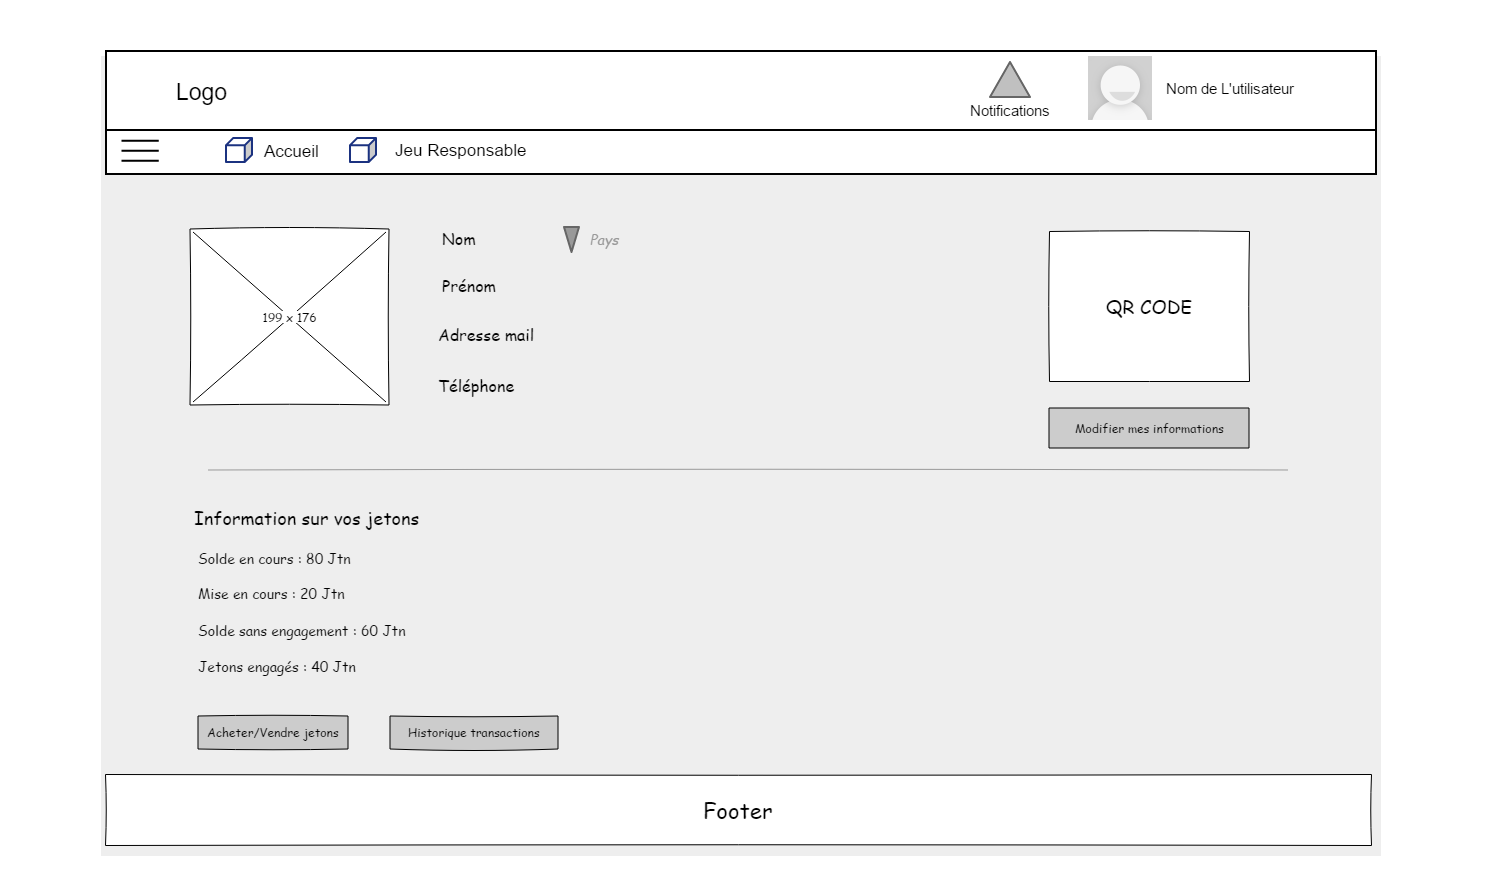 Logo
Notifications
Nom de L'utilisateur
Accueil
Jeu Responsable
199 x 176
Nom
Pays
Prénom
Adresse mail
Téléphone
QR CODE
Modifier mes informations
Information sur vos jetons
Solde en cours : 80 Jtn
Mise en cours : 20 Jtn
Solde sans engagement : 60 Jtn
Jetons engagés : 40 Jtn
Acheter/Vendre jetons
Historique transactions
Footer